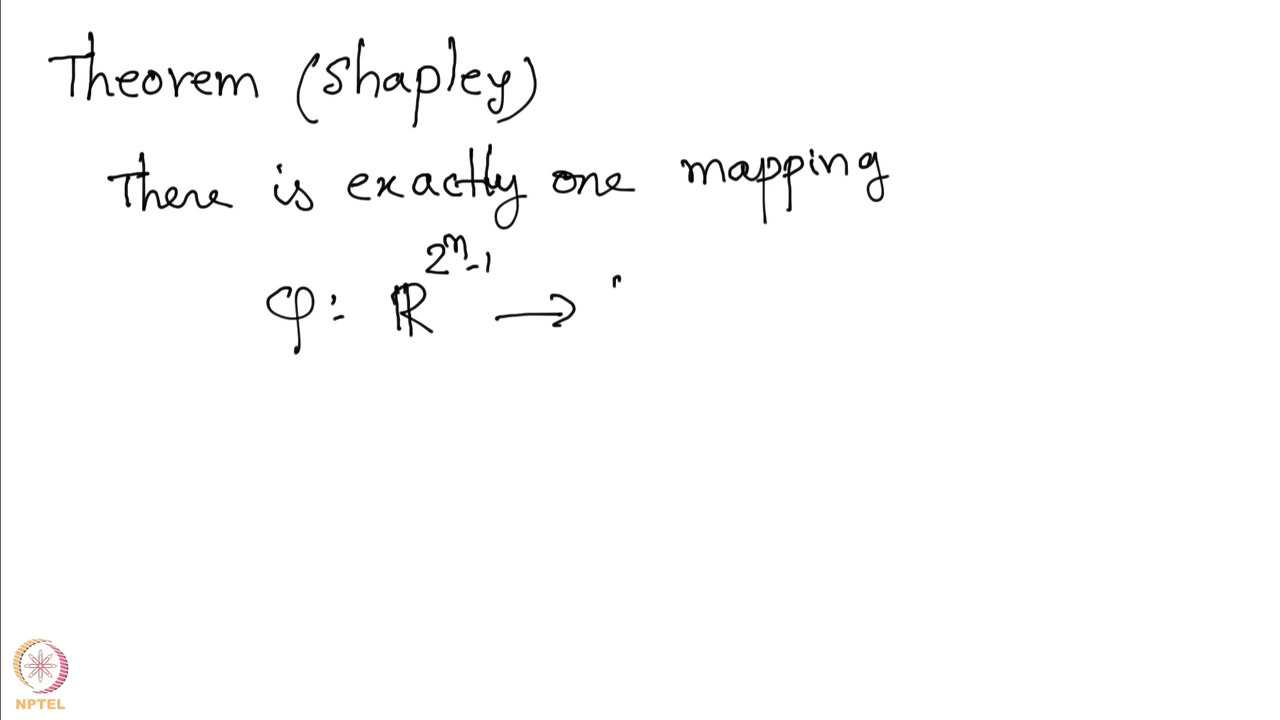 Theorem (Shapley)
There is exactly one mapping
φ: ℝ^{2^n-1} →
NPTEL